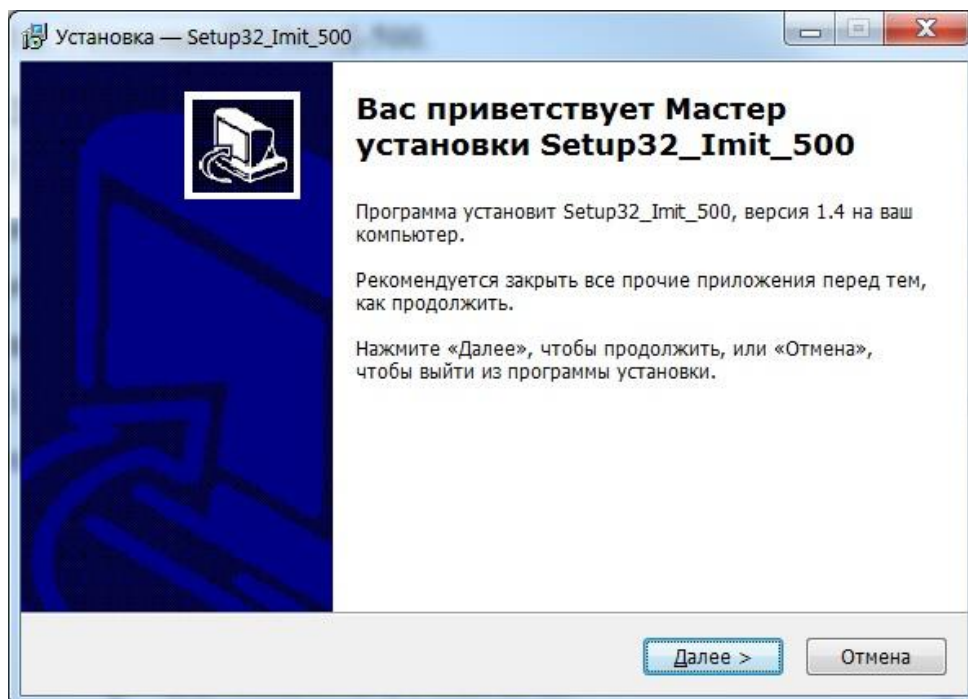 Установка — Setup32_Imit_500
Вас приветствует Мастер
установки Setup32_Imit_500
Программа установит Setup32_Imit_500, версия 1.4 на ваш
компьютер.
Рекомендуется закрыть все прочие приложения перед тем,
как продолжить.
Нажмите «Далее», чтобы продолжить, или «Отмена»,
чтобы выйти из программы установки.
Далее >
Отмена